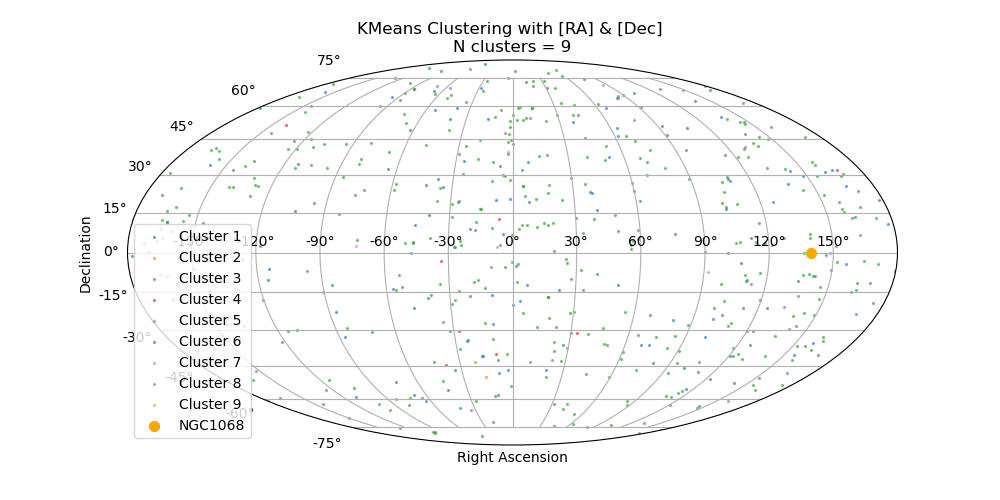 KMeans Clustering with [RA] & [Dec]
N clusters = 9
75°
60°
45°
30°
15°
0°
-15°
-30°
-45°
-60°
-75°
-150° -120° -90° -60° -30° 0° 30° 60° 90° 120° 150°
Declination
Right Ascension
Cluster 1
Cluster 2
Cluster 3
Cluster 4
Cluster 5
Cluster 6
Cluster 7
Cluster 8
Cluster 9
NGC1068